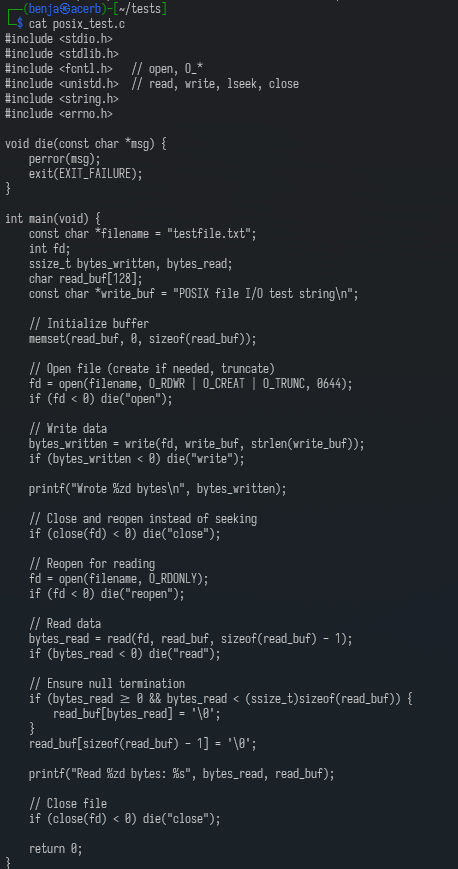 ┌──(benja㉿acerb)-[~/tests]
└─$ cat posix_test.c
#include <stdio.h>
#include <stdlib.h>
#include <fcntl.h>   // open, O_*
#include <unistd.h>  // read, write, lseek, close
#include <string.h>
#include <errno.h>

void die(const char *msg) {
    perror(msg);
    exit(EXIT_FAILURE);
}

int main(void) {
    const char *filename = "testfile.txt";
    int fd;
    ssize_t bytes_written, bytes_read;
    char read_buf[128];
    const char *write_buf = "POSIX file I/O test string\n";

    // Initialize buffer
    memset(read_buf, 0, sizeof(read_buf));

    // Open file (create if needed, truncate)
    fd = open(filename, O_RDWR | O_CREAT | O_TRUNC, 0644);
    if (fd < 0) die("open");

    // Write data
    bytes_written = write(fd, write_buf, strlen(write_buf));
    if (bytes_written < 0) die("write");

    printf("Wrote %zd bytes\n", bytes_written);

    // Close and reopen instead of seeking
    if (close(fd) < 0) die("close");

    // Reopen for reading
    fd = open(filename, O_RDONLY);
    if (fd < 0) die("reopen");

    // Read data
    bytes_read = read(fd, read_buf, sizeof(read_buf) - 1);
    if (bytes_read < 0) die("read");

    // Ensure null termination
    if (bytes_read ≥ 0 && bytes_read < (ssize_t)sizeof(read_buf)) {
        read_buf[bytes_read] = '\0';
    }
    read_buf[sizeof(read_buf) - 1] = '\0';

    printf("Read %zd bytes: %s", bytes_read, read_buf);

    // Close file
    if (close(fd) < 0) die("close");

    return 0;
}